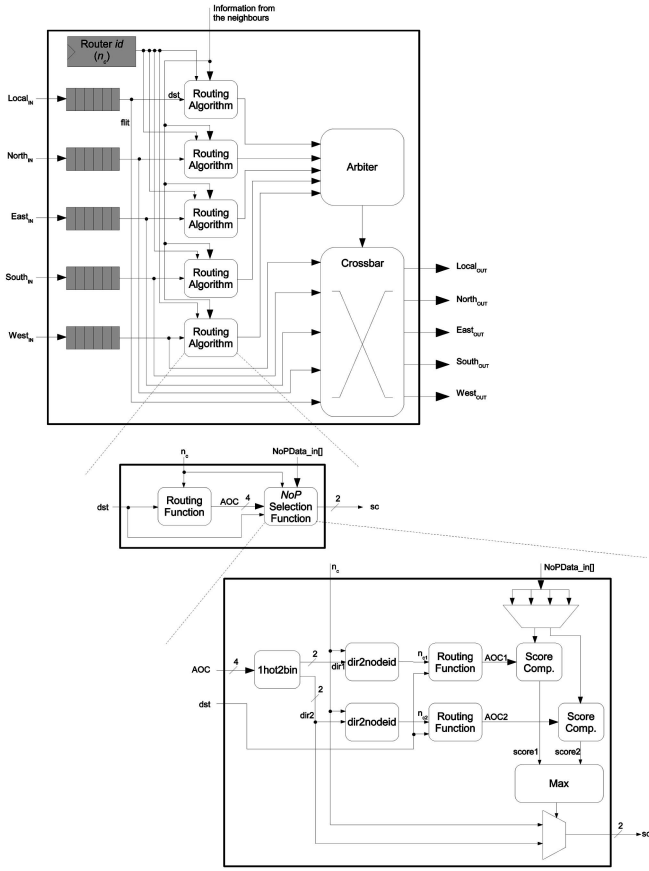 Information from
the neighbours
Router id
(nc)
LocalIN
dst
Routing
Algorithm
flit
NorthIN
Routing
Algorithm
Arbiter
EastIN
Routing
Algorithm
SouthIN
Routing
Algorithm
Crossbar
LocalOUT
NorthOUT
WestIN
Routing
Algorithm
EastOUT
SouthOUT
WestOUT
nc
NoPData_in[]
dst
Routing
Function
AOC
4
NoP
Selection
Function
2
sc
nc
NoPData_in[]
AOC
4
1hot2bin
2
dir1
dir2nodeid
nc1
Routing
Function
AOC1
Score
Comp.
2
dst
dir2
dir2nodeid
nc2
Routing
Function
AOC2
Score
Comp.
score1
score2
Max
2
sc